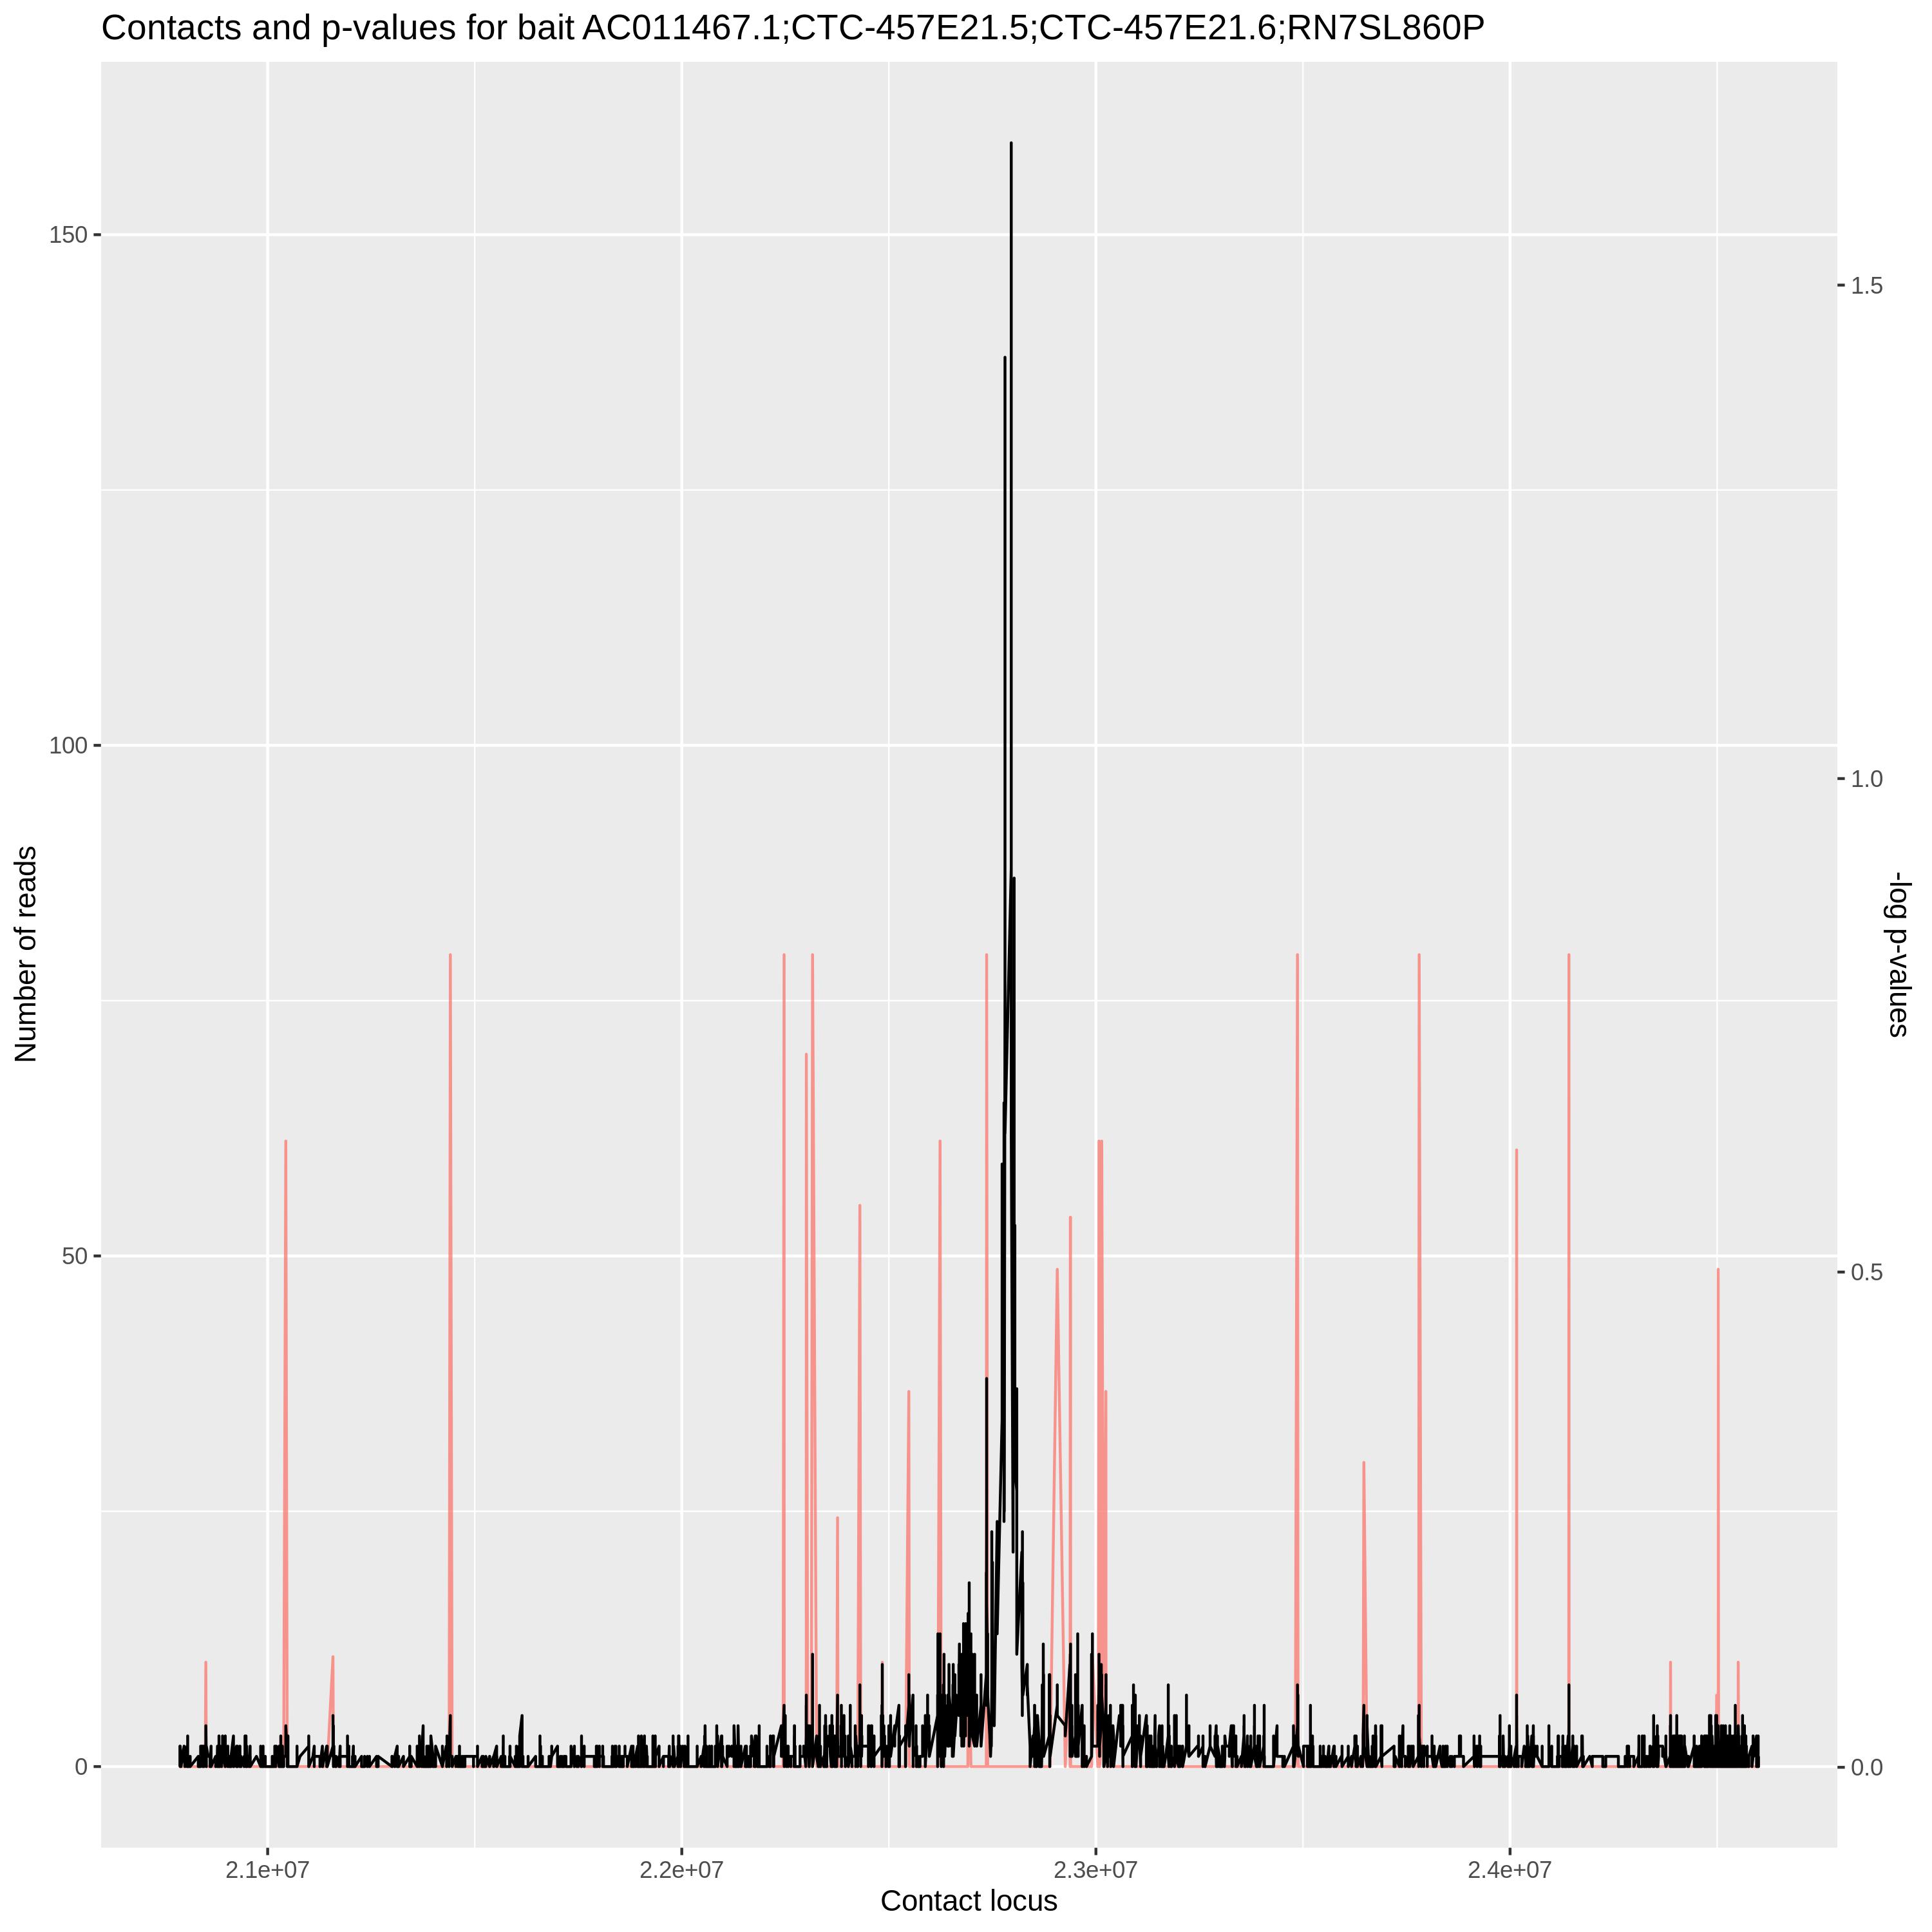 Contacts and p-values for bait AC011467.1;CTC-457E21.5;CTC-457E21.6;RN7SL860P
150
100
50
0
Number of reads
1.5
1.0
0.5
0.0
-log p-values
2.1e+07
2.2e+07
2.3e+07
2.4e+07
Contact locus